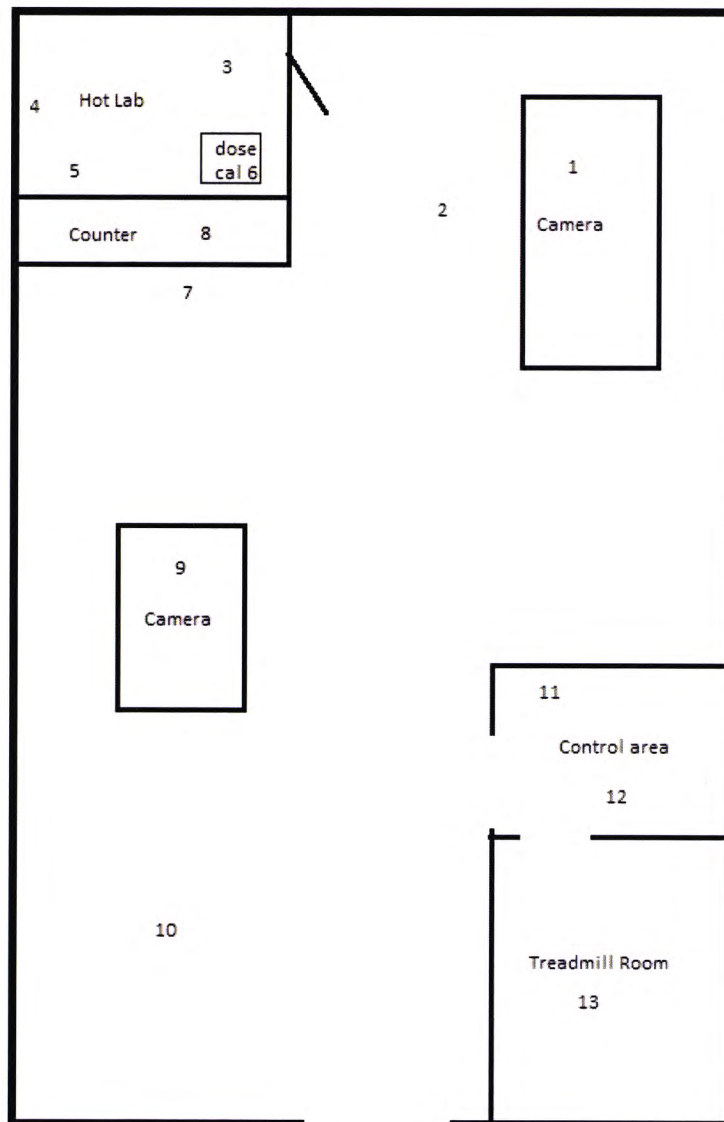 3
4 Hot Lab
dose
5 cal 6
1
2
Counter 8
Camera
7
9
Camera
11
Control area
12
10
Treadmill Room
13